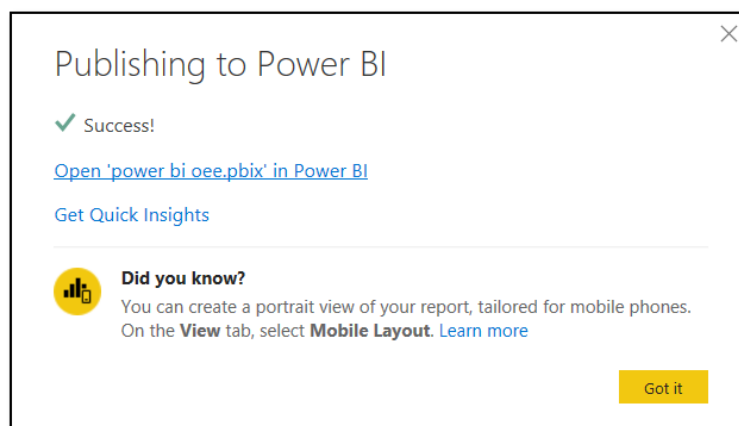 Publishing to Power BI
Success!
Open 'power bi oee.pbix' in Power BI
Get Quick Insights
Did you know?
You can create a portrait view of your report, tailored for mobile phones.
On the View tab, select Mobile Layout. Learn more
Got it